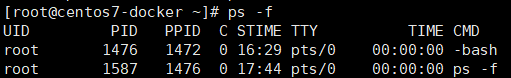 [root@centos7-docker ~]# ps -f
UID         PID   PPID  C STIME TTY          TIME CMD
root       1476   1472  0 16:29 pts/0    00:00:00 -bash
root       1587   1476  0 17:44 pts/0    00:00:00 ps -f